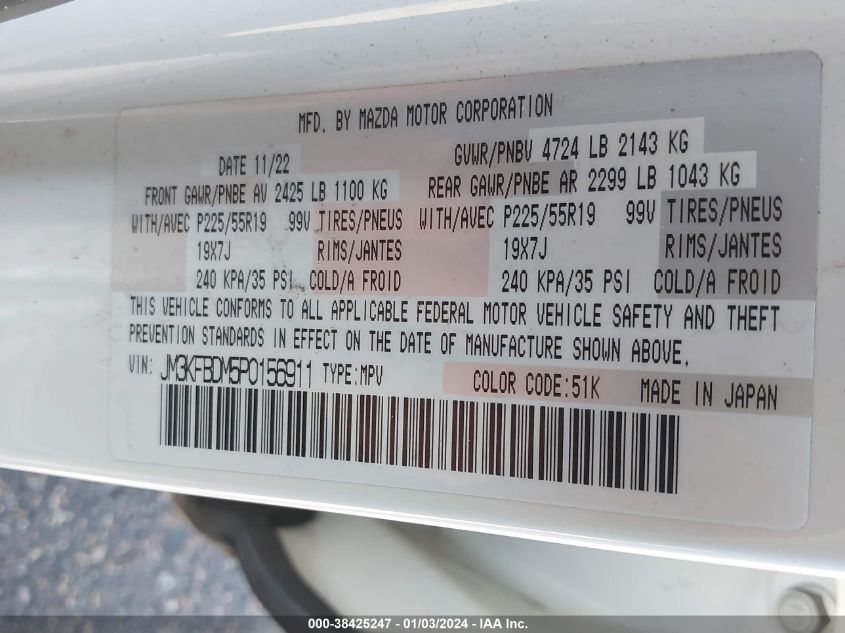 MFD. BY MAZDA MOTOR CORPORATION
DATE 11/22 GVWR/PNBV 4724 LB 2143 KG
FRONT GAWR/PNBE AV 2425 LB 1100 KG REAR GAWR/PNBE AR 2299 LB 1043 KG
WITH/AVEC P225/55R19 99V TIRES/PNEUS WITH/AVEC P225/55R19 99V TIRES/PNEUS
19X7J RIMS/JANTES 19X7J RIMS/JANTES
240 KPA/35 PSI COLD/A FROID 240 KPA/35 PSI COLD/A FROID
THIS VEHICLE CONFORMS TO ALL APPLICABLE FEDERAL MOTOR VEHICLE SAFETY AND THEFT
PREVENTION STANDARDS IN EFFECT ON THE DATE OF MANUFACTURE SHOWN ABOVE.
VIN: JM3KFBDM5P0156911 TYPE:MPV COLOR CODE:51K MADE IN JAPAN
000-38425247 - 01/03/2024 - IAA Inc.